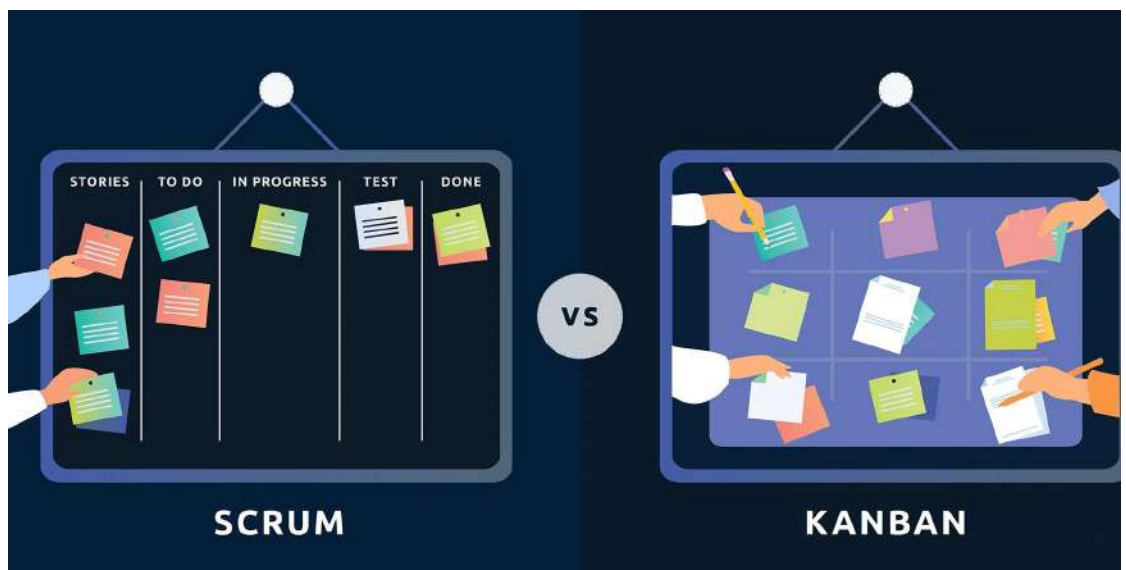 STORIES
TO DO
IN PROGRESS
TEST
DONE
VS
SCRUM
KANBAN